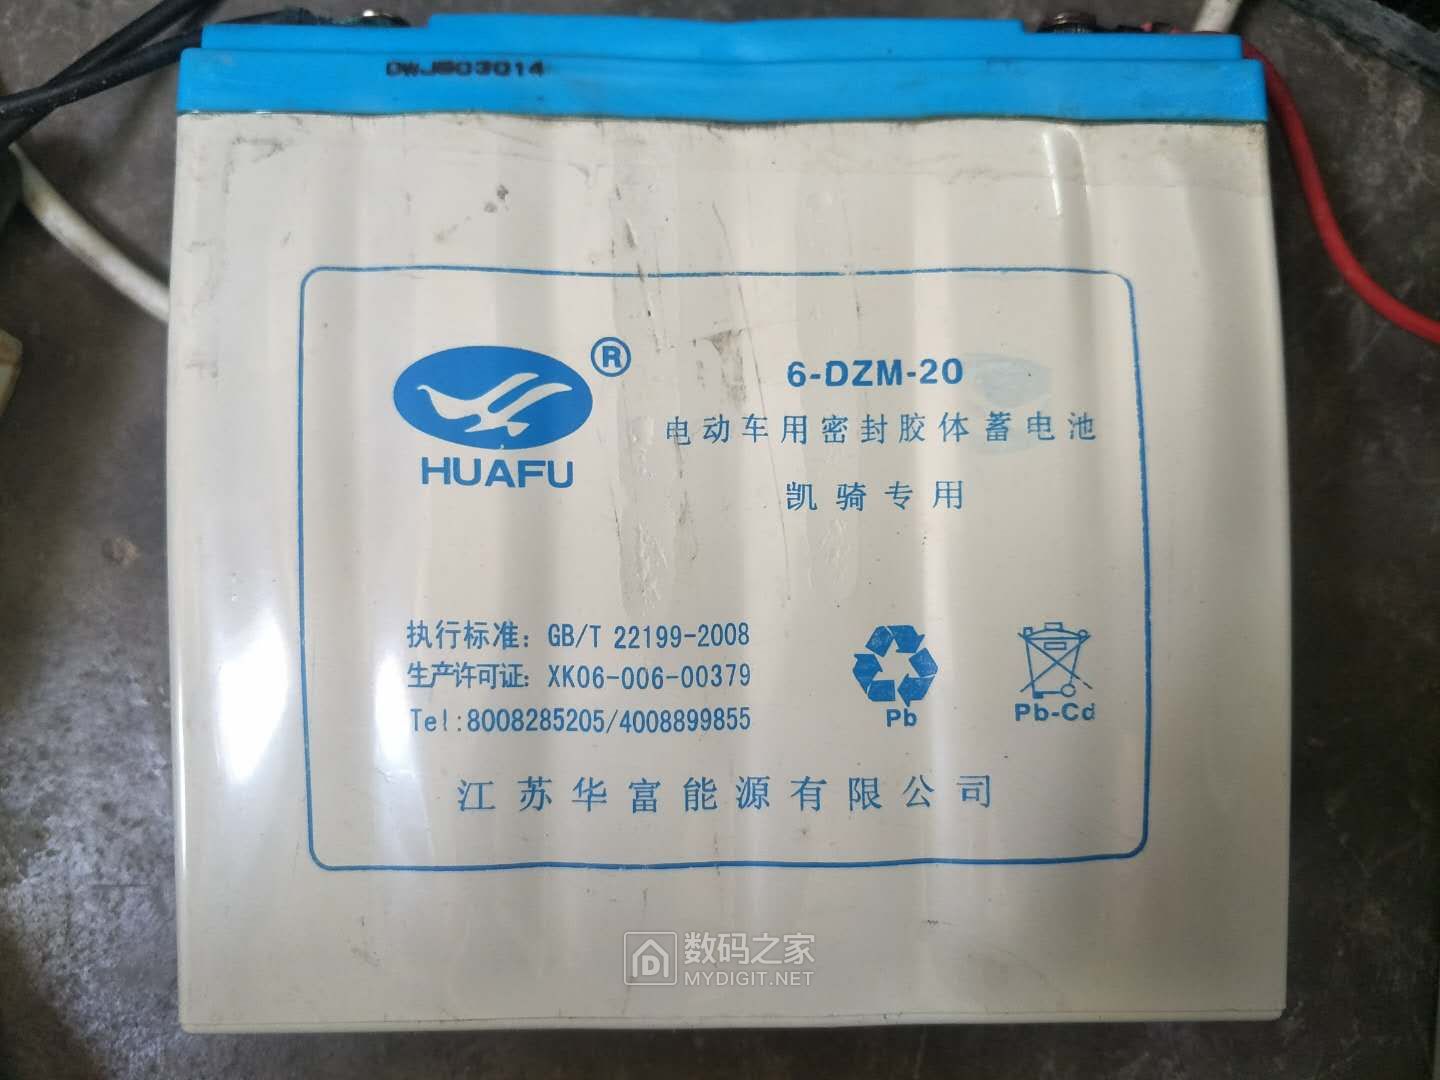 DWJB03014
R
HUAFU
6-DZM-20
电动车用密封胶体蓄电池
凯骑专用
执行标准：GB/T 22199-2008
生产许可证：XK06-006-00379
Tel:8008285205/4008899855
Pb
Pb-Cd
江苏华富能源有限公司
数码之家
MYDIGIT.NET